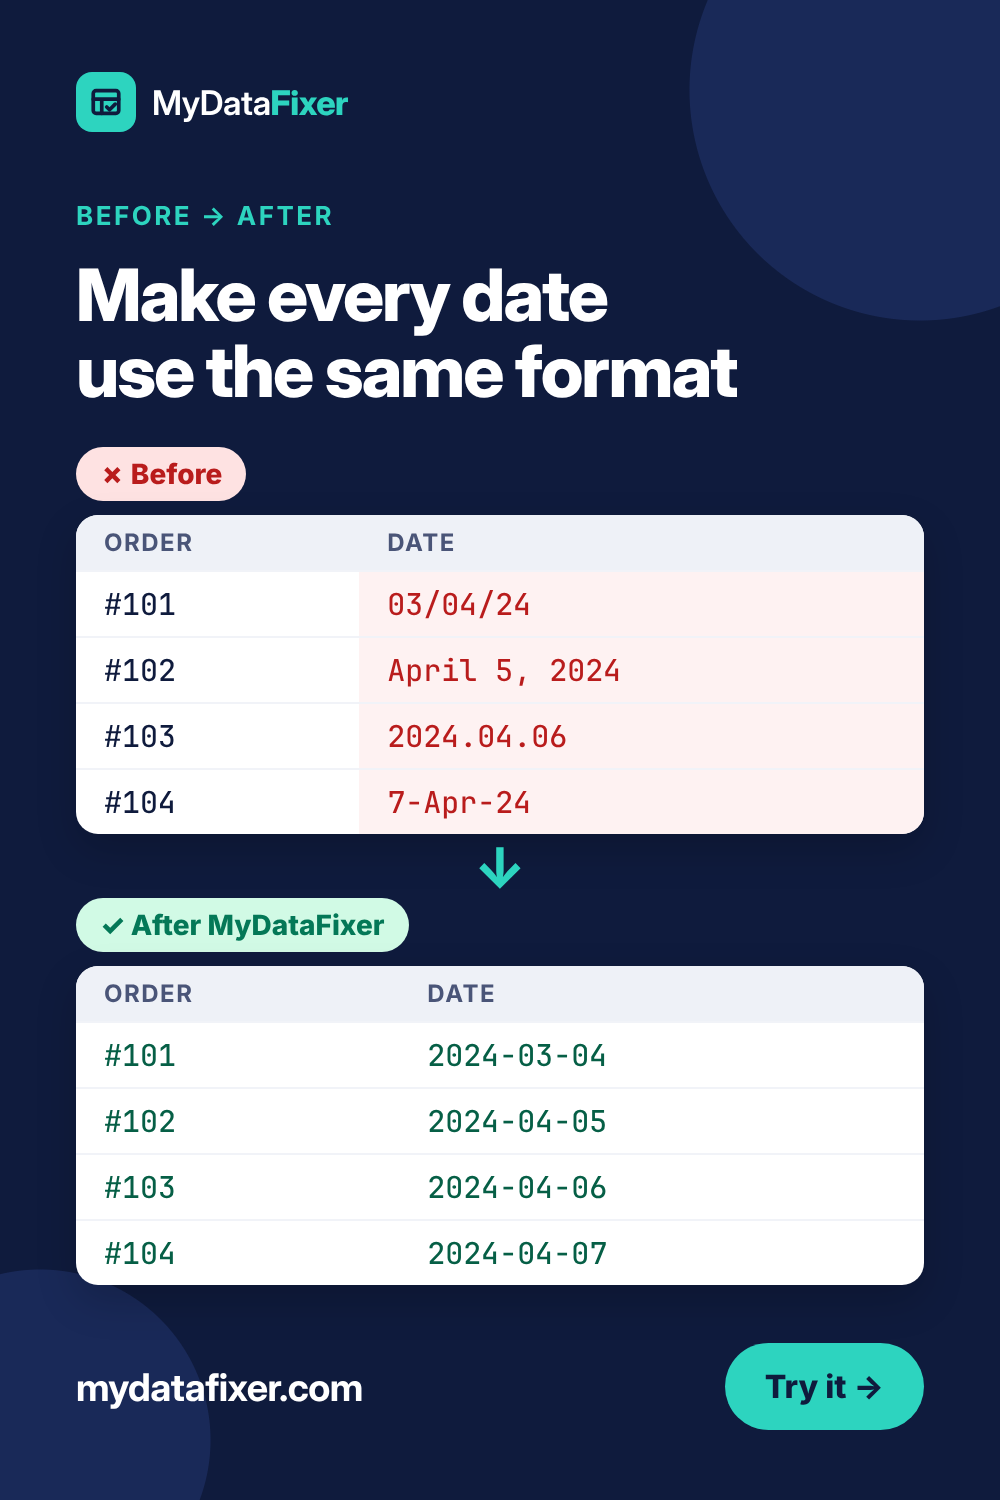 MyDataFixer
BEFORE → AFTER
Make every date
use the same format
✗ Before
ORDER DATE
#101 03/04/24
#102 April 5, 2024
#103 2024.04.06
#104 7-Apr-24
↓
✓ After MyDataFixer
ORDER DATE
#101 2024-03-04
#102 2024-04-05
#103 2024-04-06
#104 2024-04-07
mydatafixer.com
Try it →